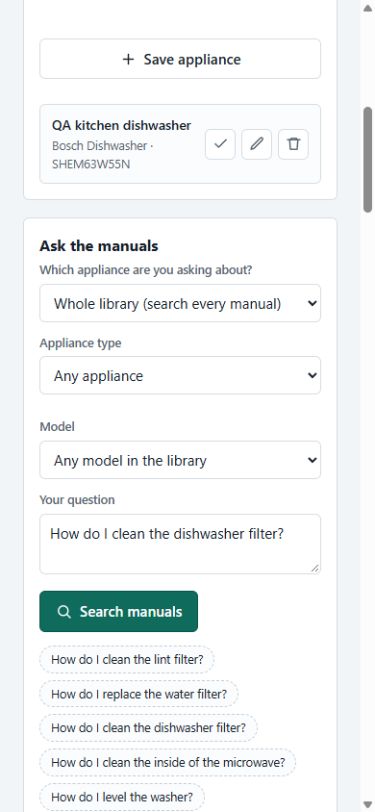 + Save appliance
QA kitchen dishwasher
Bosch Dishwasher ·
SHEM63W55N
Ask the manuals
Which appliance are you asking about?
Whole library (search every manual)
Appliance type
Any appliance
Model
Any model in the library
Your question
How do I clean the dishwasher filter?
Search manuals
How do I clean the lint filter?
How do I replace the water filter?
How do I clean the dishwasher filter?
How do I clean the inside of the microwave?
How do I level the washer?